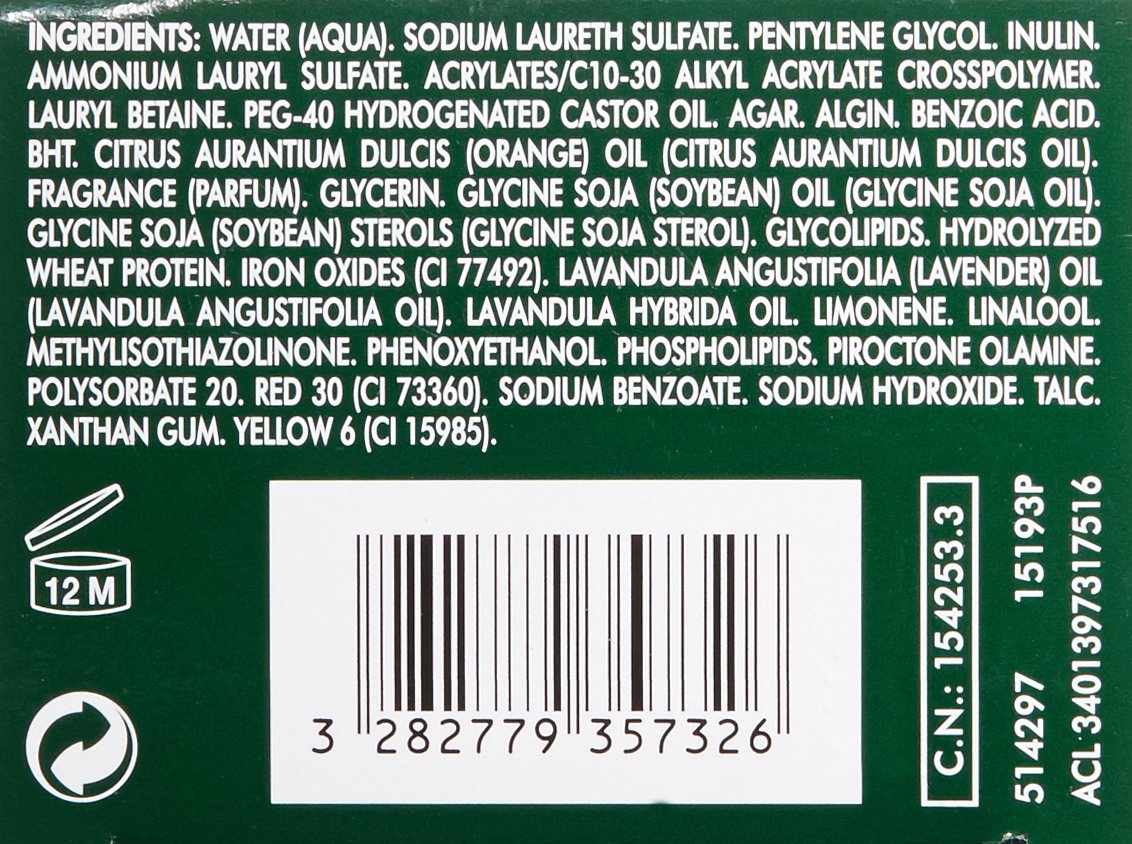 INGREDIENTS: WATER (AQUA). SODIUM LAURETH SULFATE. PENTYLENE GLYCOL. INULIN.
AMMONIUM LAURYL SULFATE. ACRYLATES/C10-30 ALKYL ACRYLATE CROSSPOLYMER.
LAURYL BETAINE. PEG-40 HYDROGENATED CASTOR OIL. AGAR. ALGIN. BENZOIC ACID.
BHT. CITRUS AURANTIUM DULCIS (ORANGE) OIL (CITRUS AURANTIUM DULCIS OIL).
FRAGRANCE (PARFUM). GLYCERIN. GLYCINE SOJA (SOYBEAN) OIL (GLYCINE SOJA OIL).
GLYCINE SOJA (SOYBEAN) STEROLS (GLYCINE SOJA STEROL). GLYCOLIPIDS. HYDROLYZED
WHEAT PROTEIN. IRON OXIDES (CI 77492). LAVANDULA ANGUSTIFOLIA (LAVENDER) OIL
(LAVANDULA ANGUSTIFOLIA OIL). LAVANDULA HYBRIDA OIL. LIMONENE. LINALOOL.
METHYLISOTHIAZOLINONE. PHENOXYETHANOL. PHOSPHOLIPIDS. PIROCTONE OLAMINE.
POLYSORBATE 20. RED 30 (CI 73360). SODIUM BENZOATE. SODIUM HYDROXIDE. TALC.
XANTHAN GUM. YELLOW 6 (CI 15985).
12 M
3 282779 357326
C.N.: 154253.3
514297 15193P
ACL 3401397317516